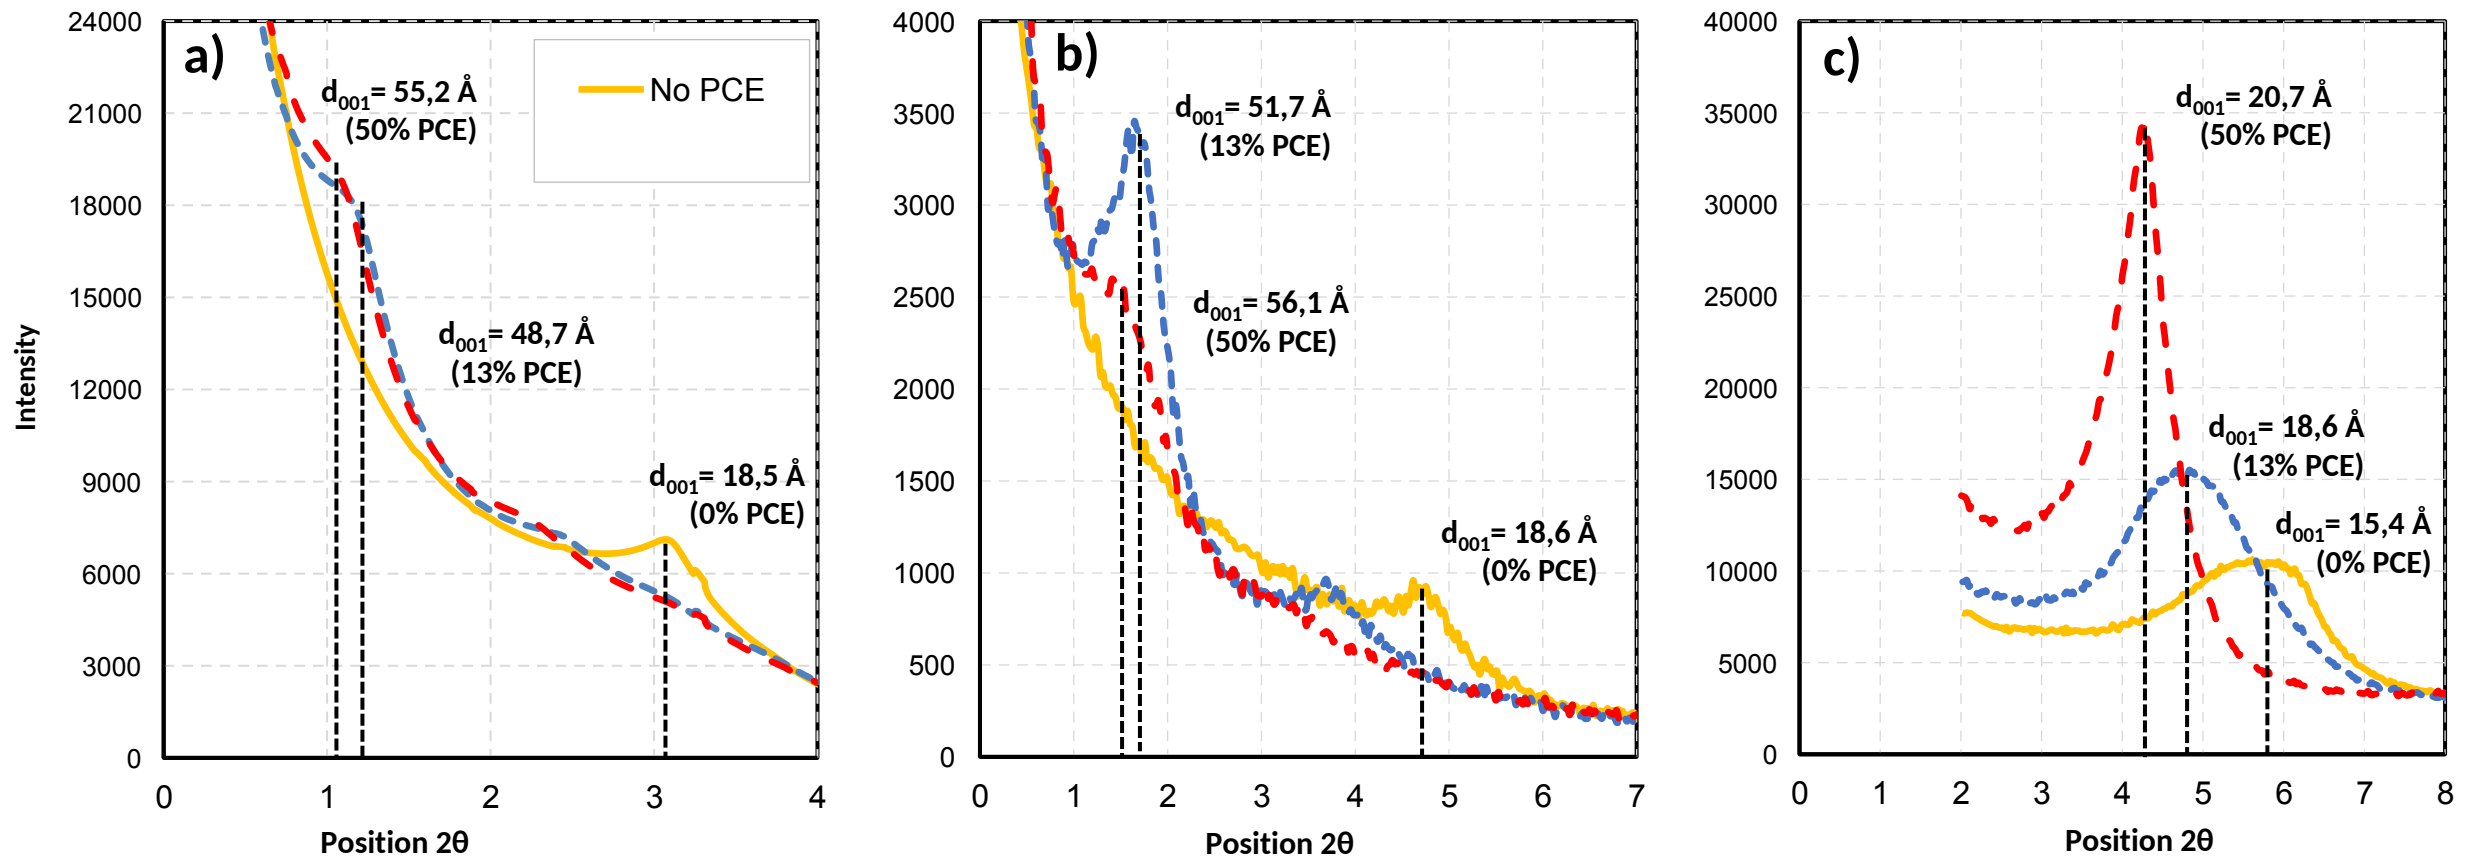 a)
24000
21000
18000
15000
12000
9000
6000
3000
0
Intensity
d001= 55,2 Å
(50% PCE)
No PCE
d001= 48,7 Å
(13% PCE)
d001= 18,5 Å
(0% PCE)
0 1 2 3 4
Position 2θ
b)
4000
3500
3000
2500
2000
1500
1000
500
0
d001= 51,7 Å
(13% PCE)
d001= 56,1 Å
(50% PCE)
d001= 18,6 Å
(0% PCE)
0 1 2 3 4 5 6 7
Position 2θ
c)
40000
35000
30000
25000
20000
15000
10000
5000
0
d001= 20,7 Å
(50% PCE)
d001= 18,6 Å
(13% PCE)
d001= 15,4 Å
(0% PCE)
0 1 2 3 4 5 6 7 8
Position 2θ